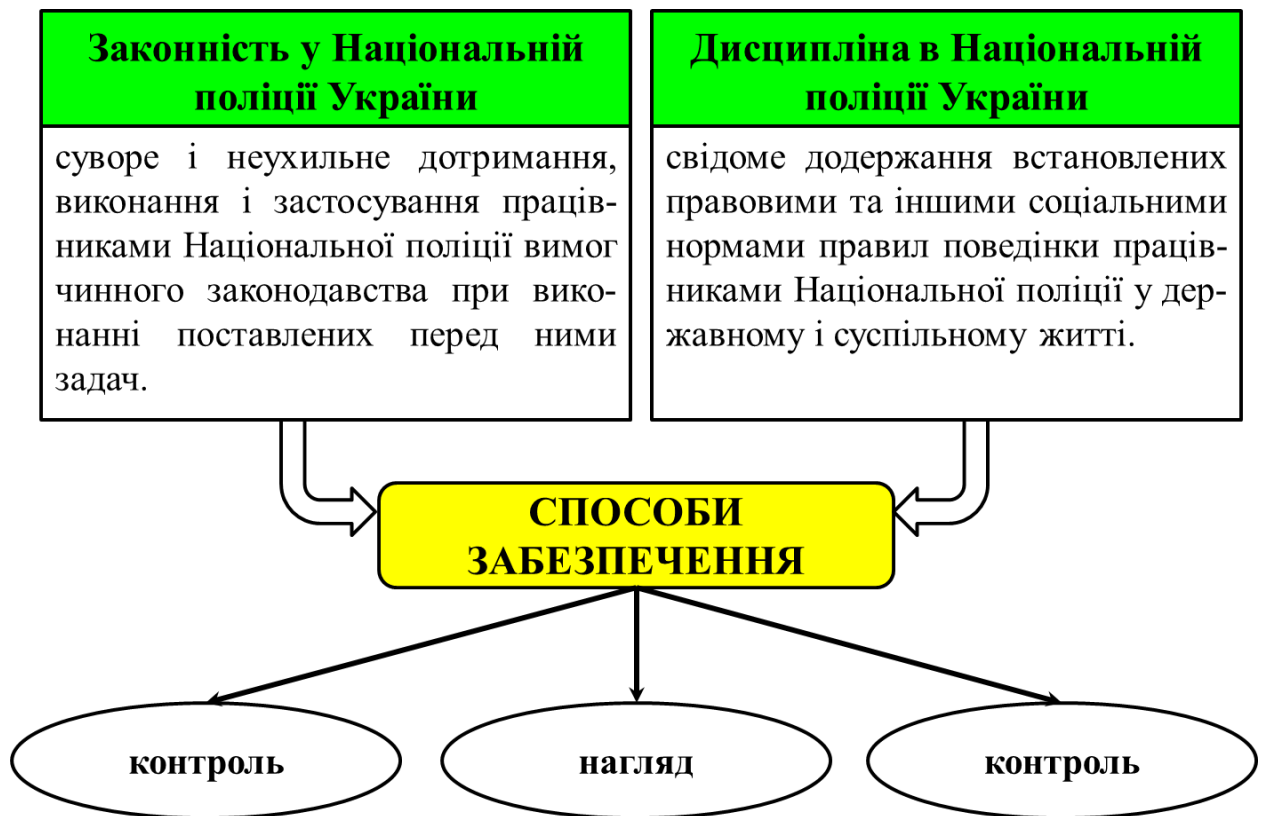 Законність у Національній
поліції України
суворе і неухильне дотримання,
виконання і застосування праців-
никами Національної поліції вимог
чинного законодавства при вико-
нанні поставлених перед ними
задач.
Дисципліна в Національній
поліції України
свідоме додержання встановлених
правовими та іншими соціальними
нормами правил поведінки праців-
никами Національної поліції у дер-
жавному і суспільному житті.
СПОСОБИ
ЗАБЕЗПЕЧЕННЯ
контроль
нагляд
контроль